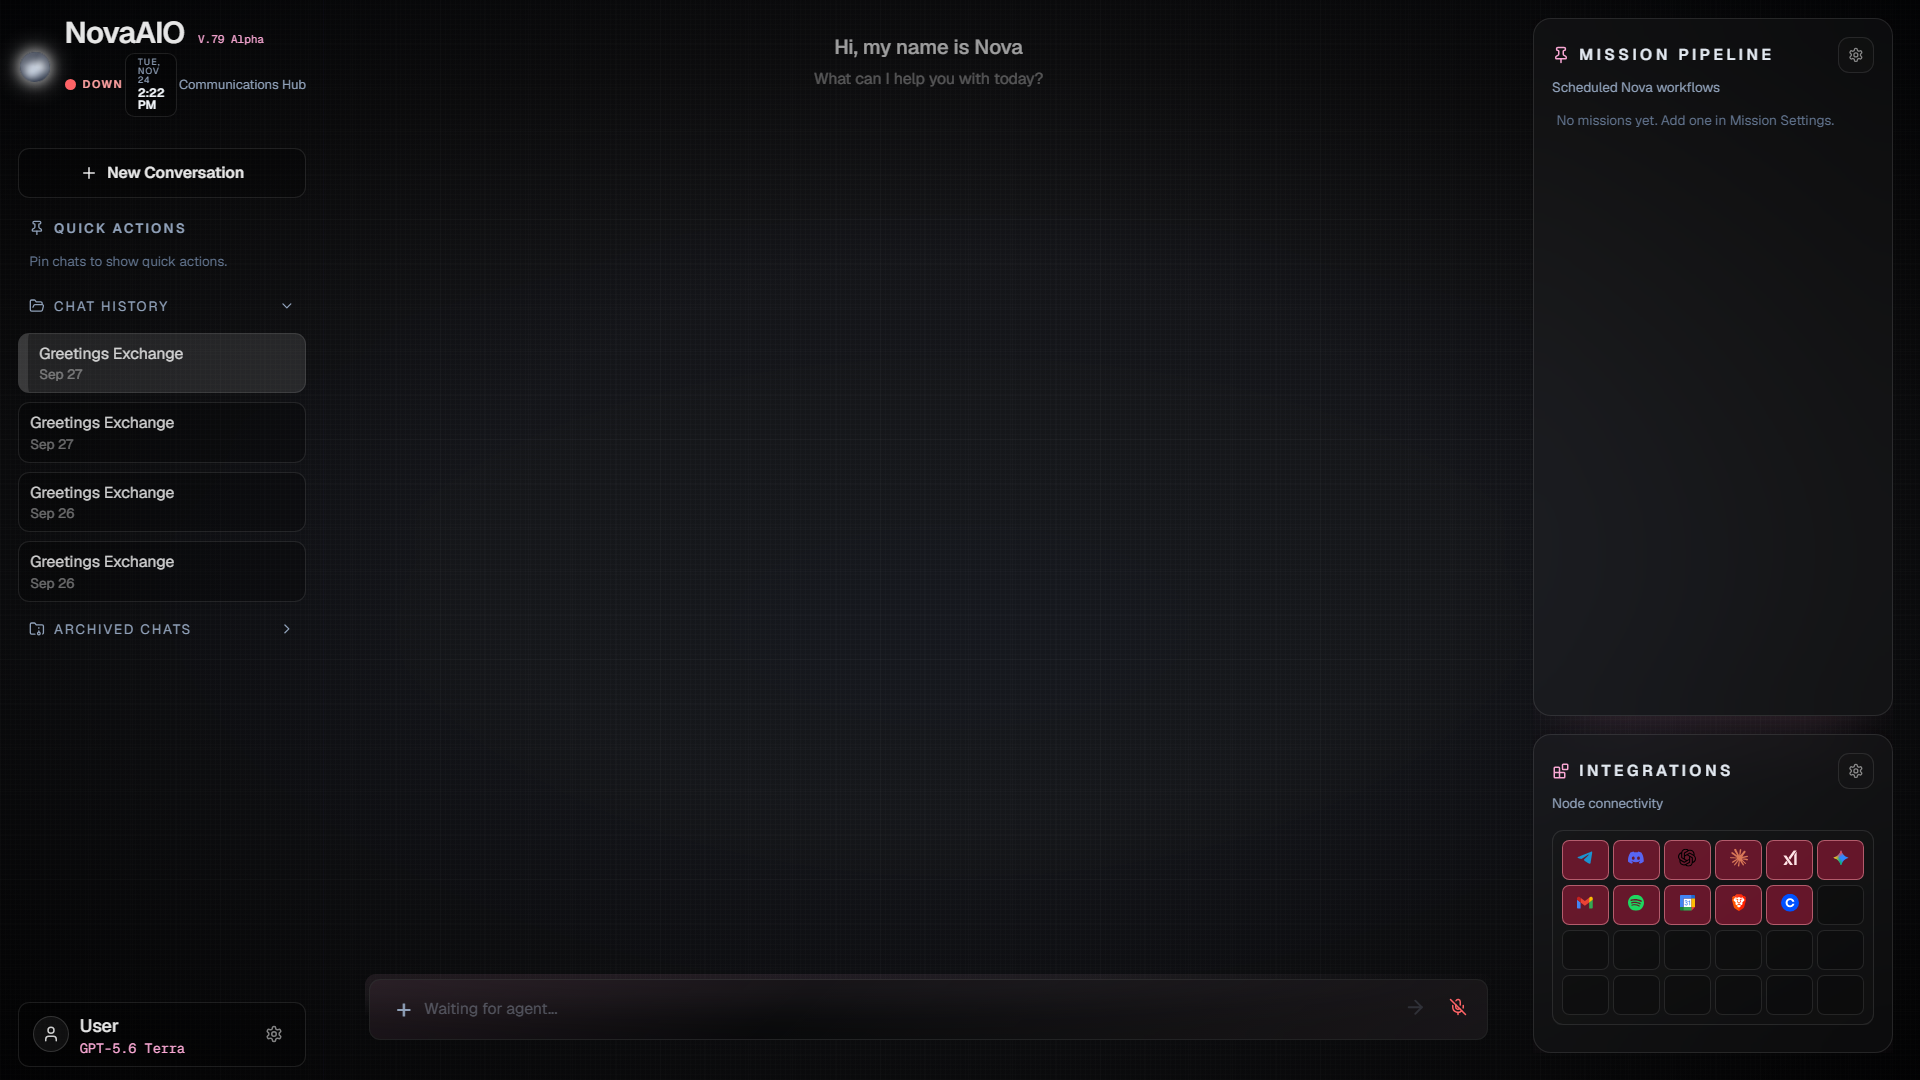 NovaAIO V.79 Alpha
DOWN
TUE,
NOV
24
2:22
PM
Communications Hub
New Conversation
QUICK ACTIONS
Pin chats to show quick actions.
CHAT HISTORY
Greetings Exchange
Sep 27
Greetings Exchange
Sep 27
Greetings Exchange
Sep 26
Greetings Exchange
Sep 26
ARCHIVED CHATS
User
GPT-5.6 Terra
Hi, my name is Nova
What can I help you with today?
Waiting for agent...
MISSION PIPELINE
Scheduled Nova workflows
No missions yet. Add one in Mission Settings.
INTEGRATIONS
Node connectivity
31